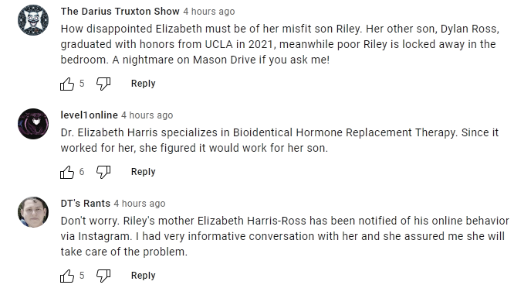 The Darius Truxton Show 4 hours ago
How disappointed Elizabeth must be of her misfit son Riley. Her other son, Dylan Ross,
graduated with honors from UCLA in 2021, meanwhile poor Riley is locked away in the
bedroom. A nightmare on Mason Drive if you ask me!
5 Reply
level1online 4 hours ago
Dr. Elizabeth Harris specializes in Bioidentical Hormone Replacement Therapy. Since it
worked for her, she figured it would work for her son.
6 Reply
DT's Rants 4 hours ago
Don't worry. Riley's mother Elizabeth Harris-Ross has been notified of his online behavior
via Instagram. I had very informative conversation with her and she assured me she will
take care of the problem.
5 Reply